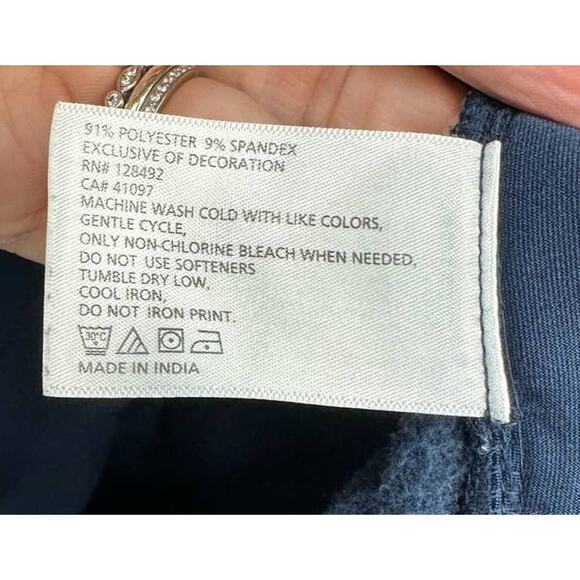 91% POLYESTER 9% SPANDEX
EXCLUSIVE OF DECORATION
RN# 128492
CA# 41097
MACHINE WASH COLD WITH LIKE COLORS,
GENTLE CYCLE,
ONLY NON-CHLORINE BLEACH WHEN NEEDED,
DO NOT USE SOFTENERS
TUMBLE DRY LOW,
COOL IRON,
DO NOT IRON PRINT.
30°C
MADE IN INDIA